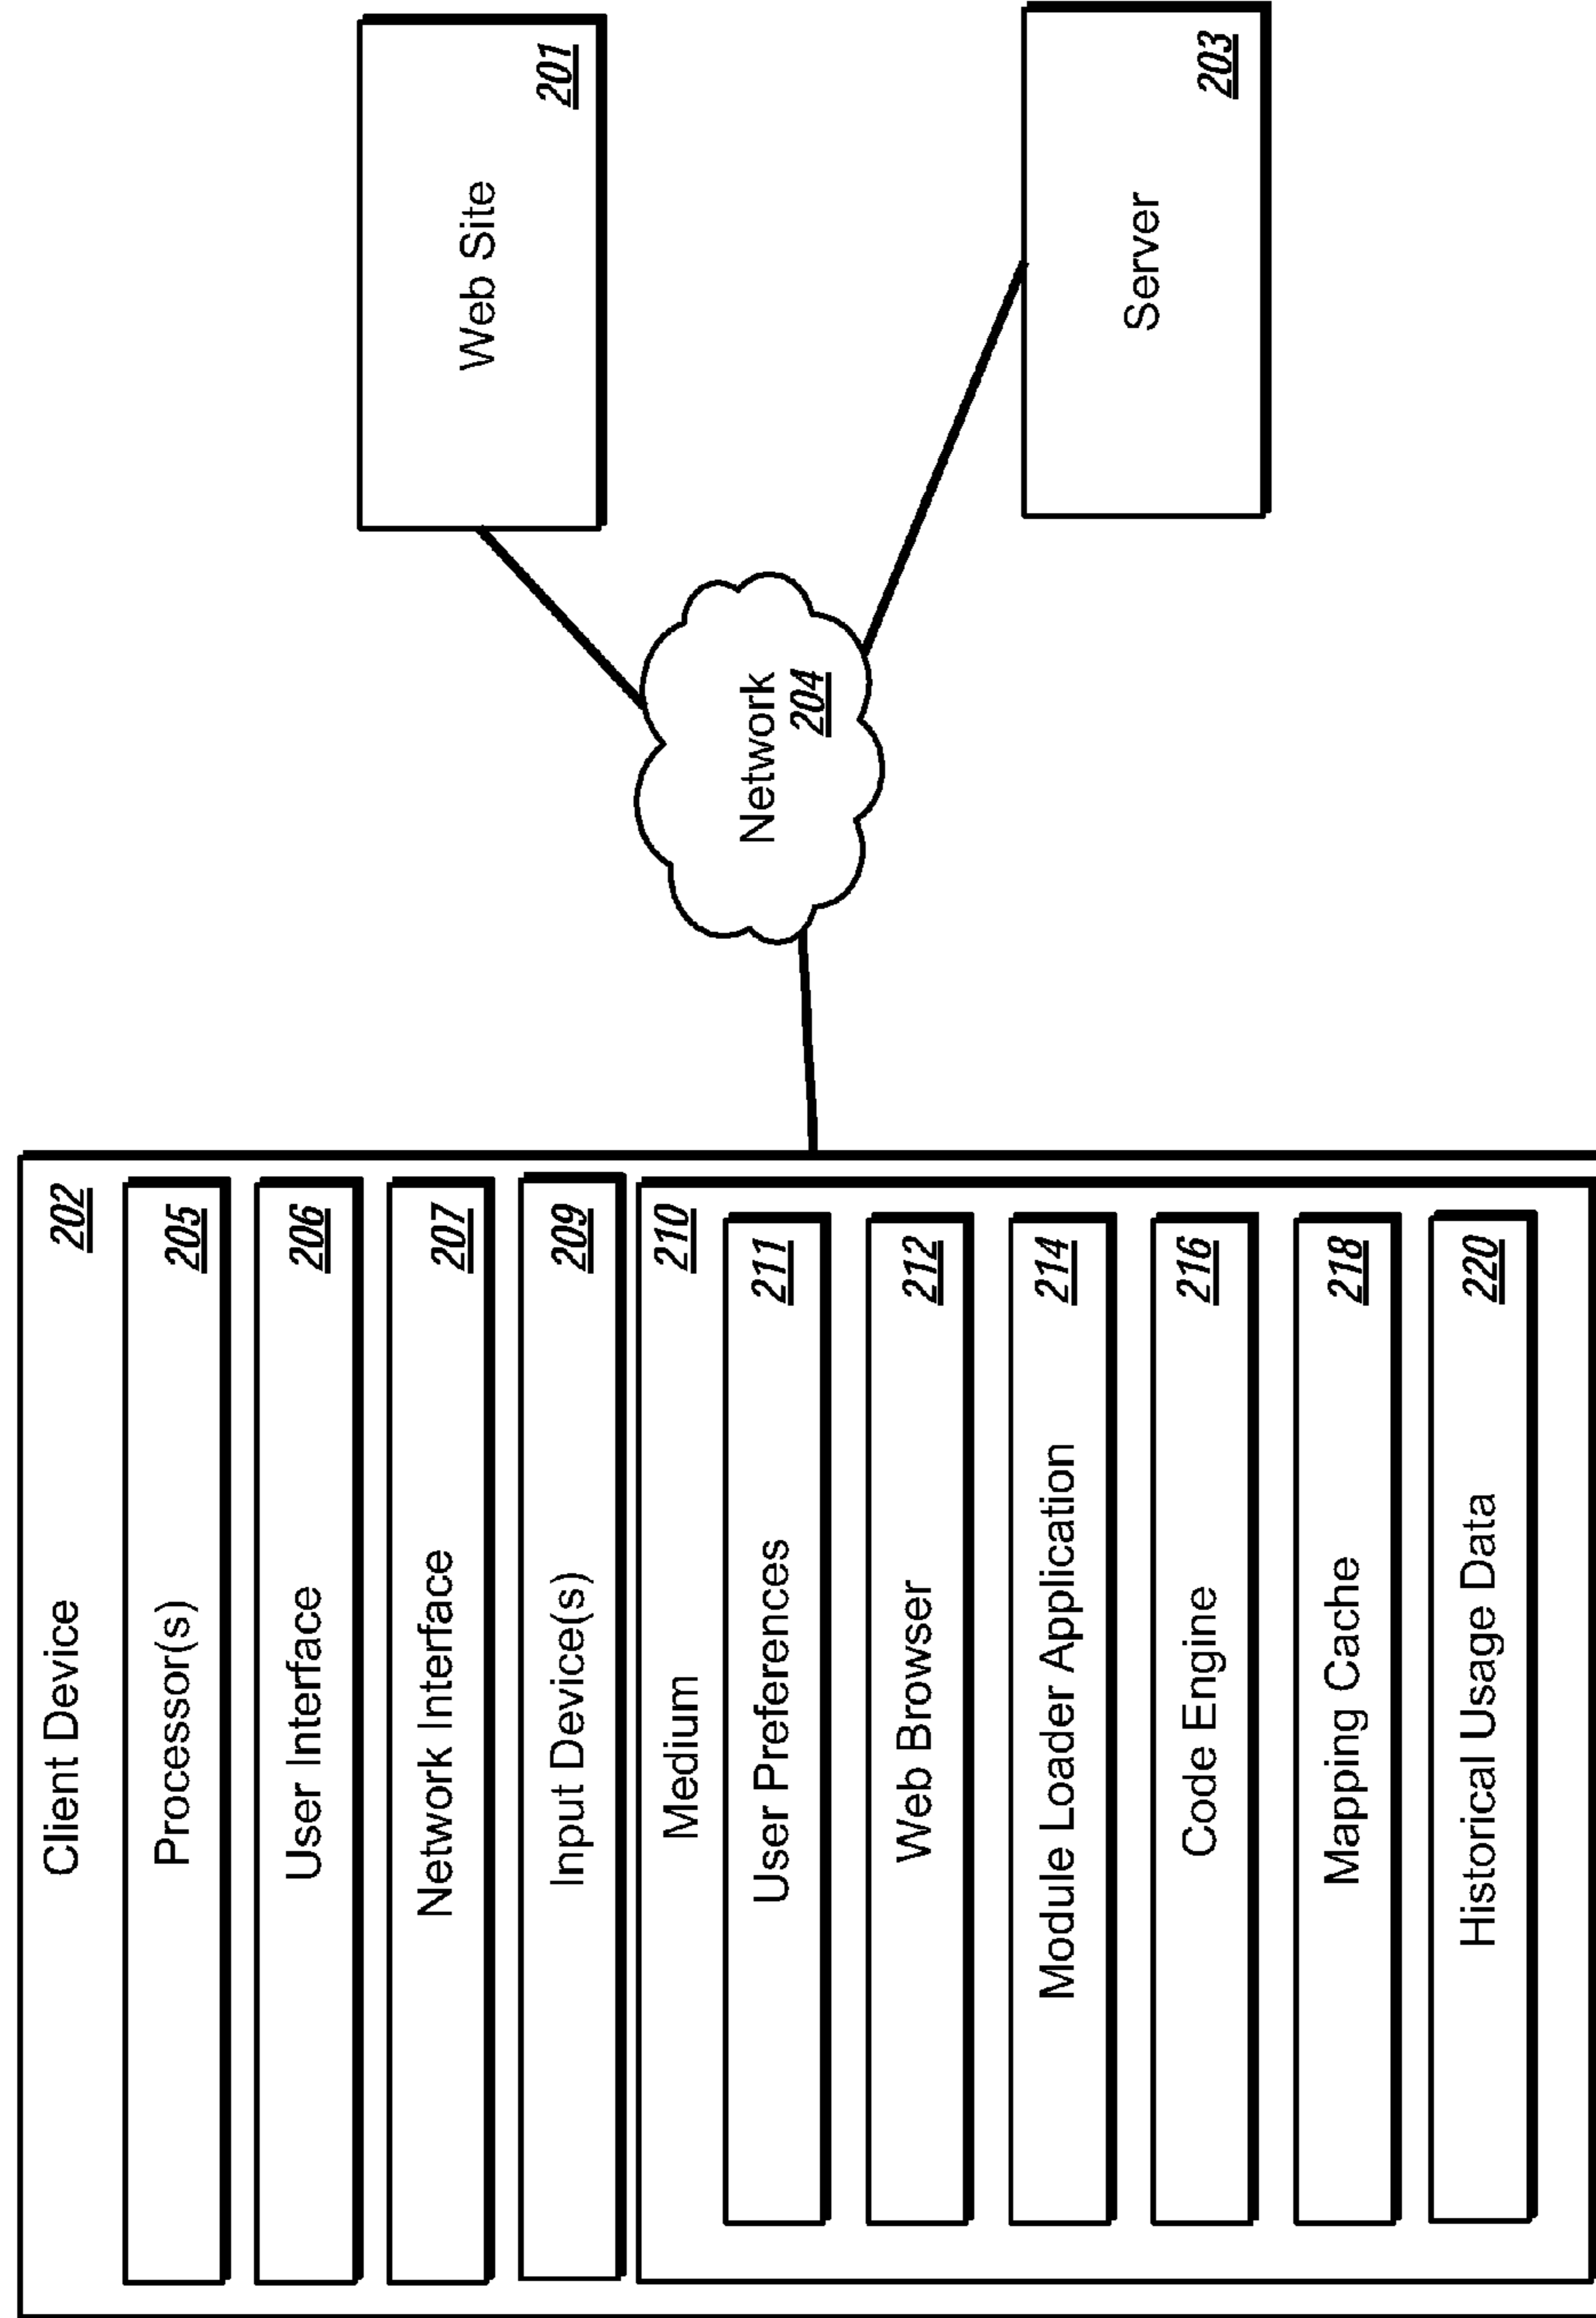 Client Device
202
Processor(s)
205
User Interface
206
Network Interface
207
Input Device(s)
209
Medium
210
User Preferences
211
Web Browser
212
Module Loader Application
214
Code Engine
216
Mapping Cache
218
Historical Usage Data
220
Network
204
Web Site
201
Server
203